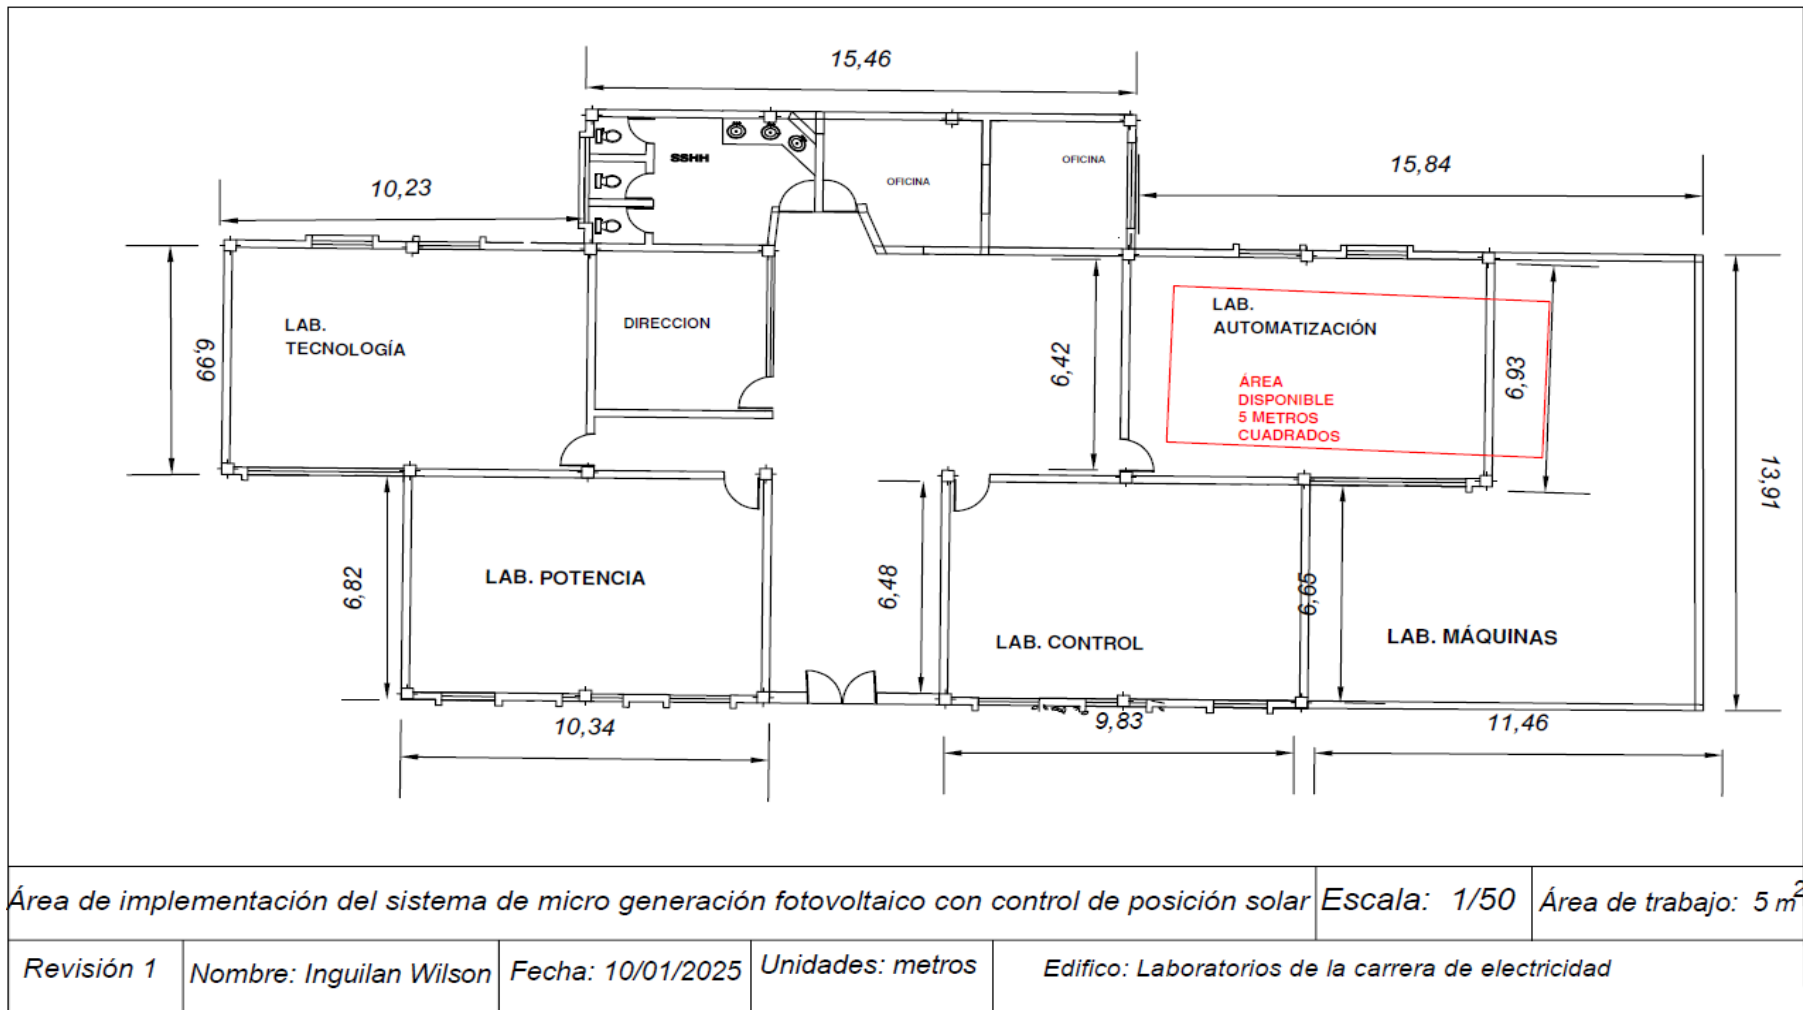 15,46
15,84
10,23
SSHH
OFICINA
OFICINA
LAB.
TECNOLOGÍA
DIRECCION
LAB.
AUTOMATIZACIÓN
ÁREA
DISPONIBLE
5 METROS
CUADRADOS
6,99
6,42
6,93
13,91
LAB. POTENCIA
6,82
6,48
6,65
LAB. CONTROL
LAB. MÁQUINAS
10,34
9,83
11,46
Área de implementación del sistema de micro generación fotovoltaico con control de posición solar
Escala: 1/50
Área de trabajo: 5 m²
Revisión 1
Nombre: Inguilan Wilson
Fecha: 10/01/2025
Unidades: metros
Edifico: Laboratorios de la carrera de electricidad